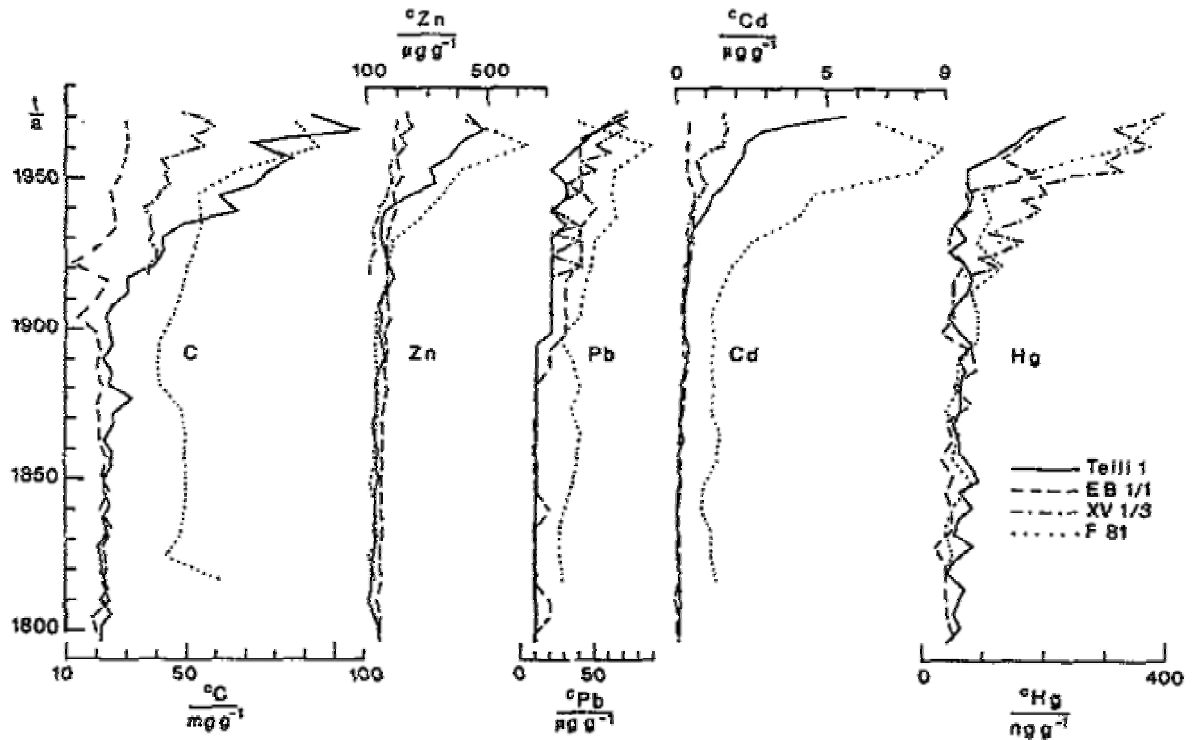 cZn
µg g⁻¹
100 500
cCd
µg g⁻¹
0 5 9
t
a
1950
1900
1850
1800
C
Zn
Pb
Cd
Hg
Teili 1
EB 1/1
XV 1/3
F 81
10 50 100
cC
mg g⁻¹
0 50
cPb
µg g⁻¹
0 400
cHg
ng g⁻¹